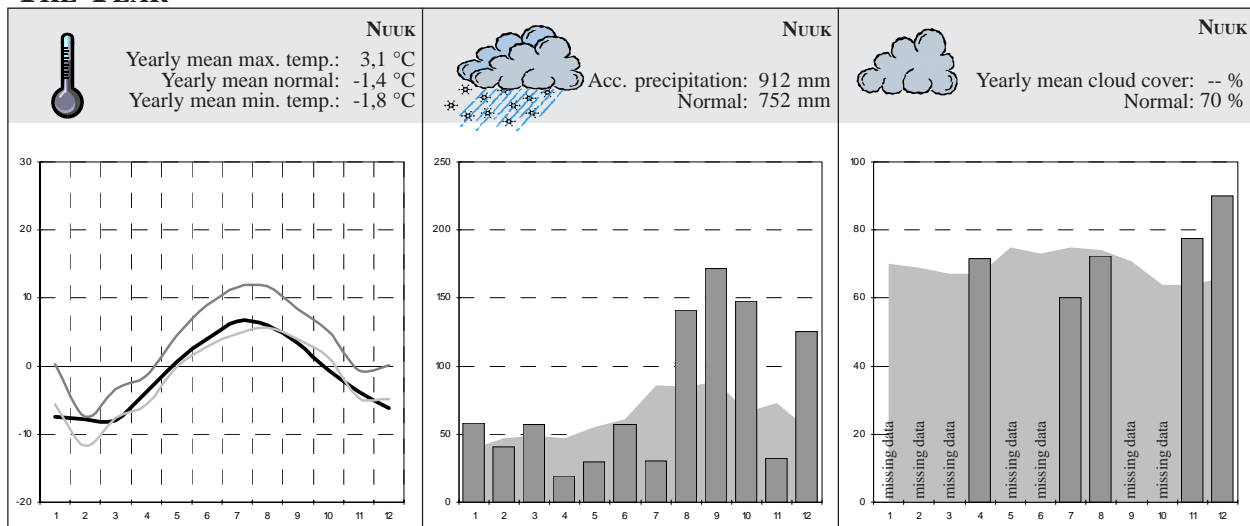 THE YEAR
NUUK
Yearly mean max. temp.: 3,1 °C
Yearly mean normal: -1,4 °C
Yearly mean min. temp.: -1,8 °C
30
20
10
0
-10
-20
1 2 3 4 5 6 7 8 9 10 11 12
NUUK
Acc. precipitation: 912 mm
Normal: 752 mm
250
200
150
100
50
0
1 2 3 4 5 6 7 8 9 10 11 12
NUUK
Yearly mean cloud cover: -- %
Normal: 70 %
100
80
60
40
20
0
missing data
missing data
missing data
missing data
missing data
missing data
missing data
1 2 3 4 5 6 7 8 9 10 11 12